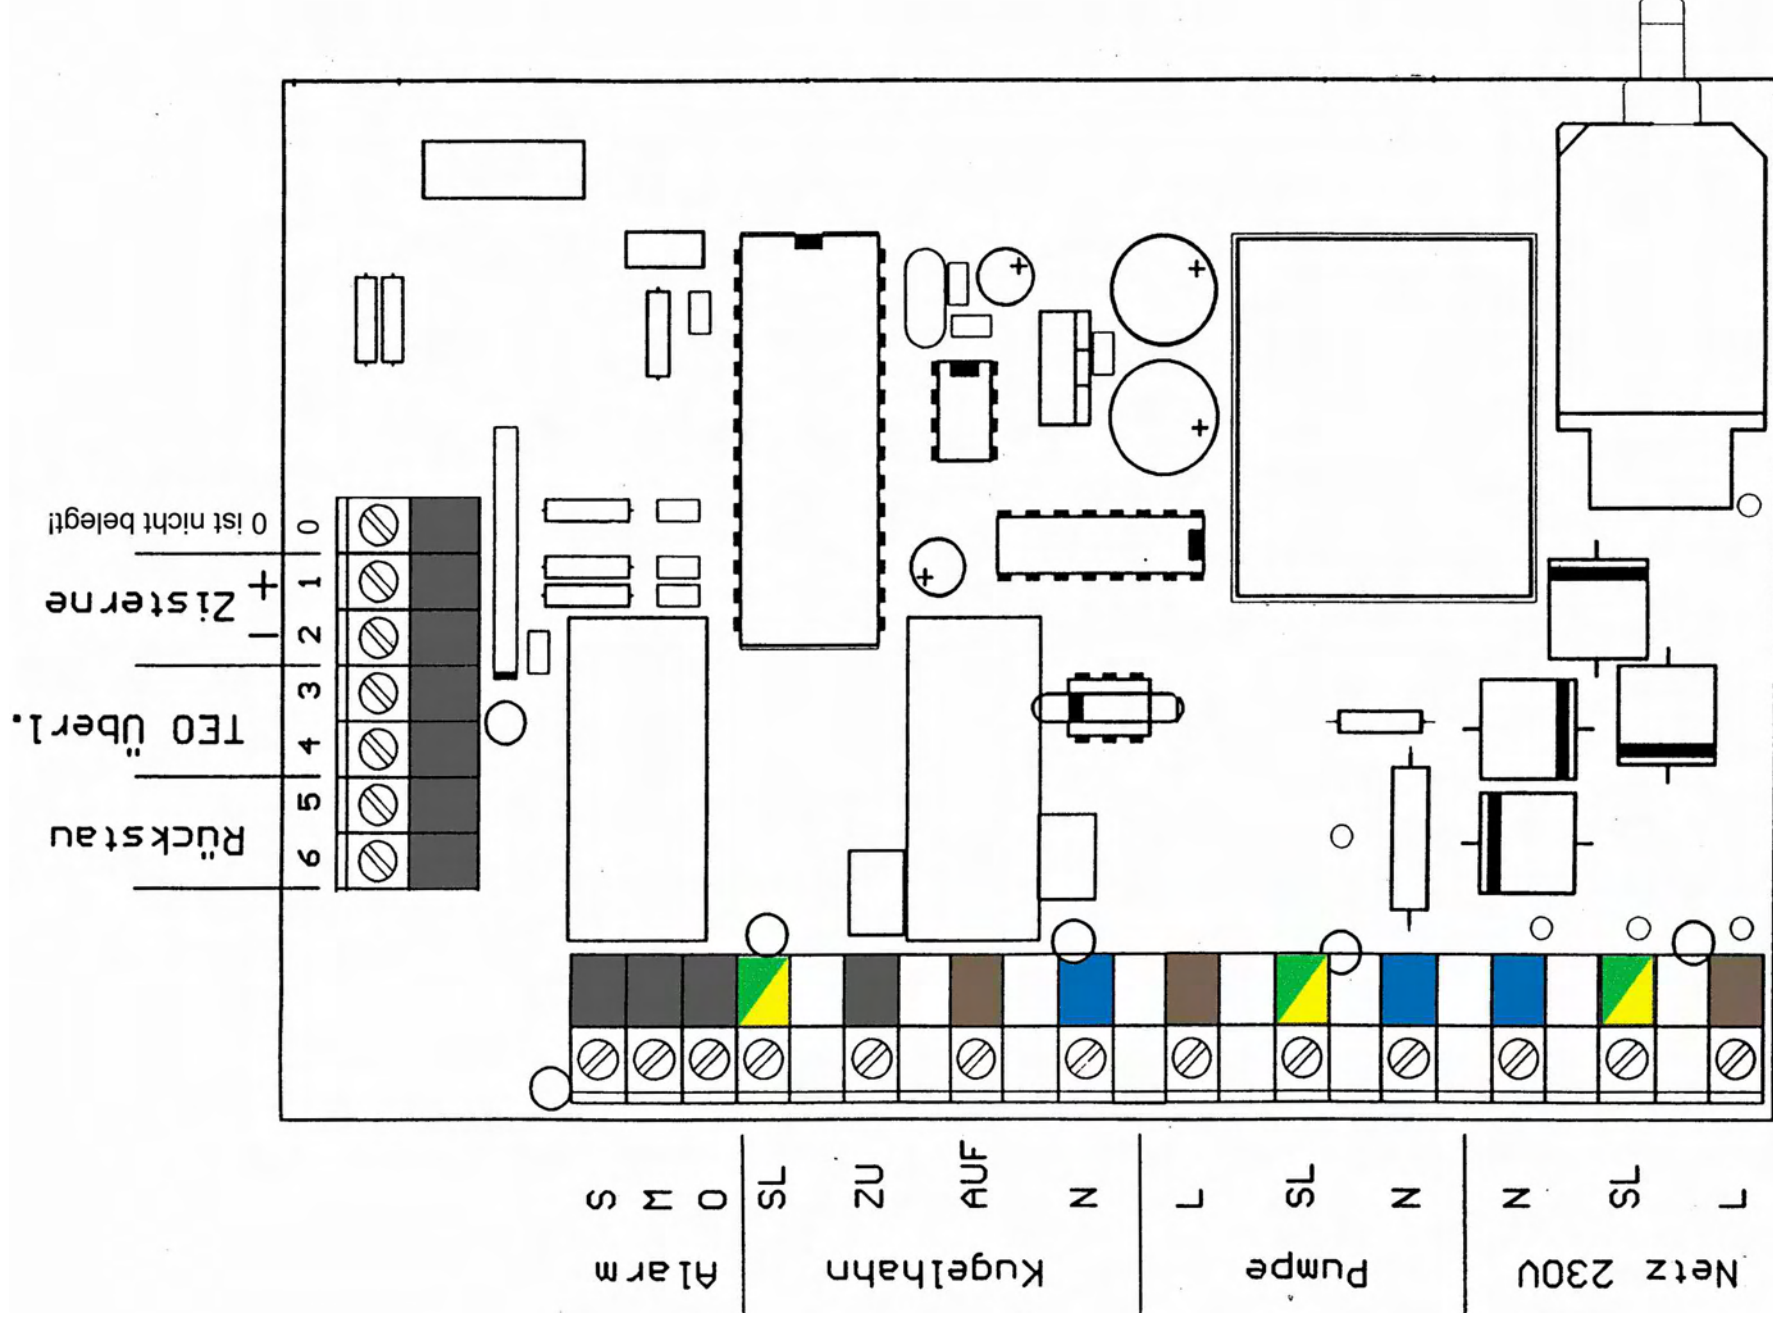 0 ist nicht belegt!
0
1
2
3
4
5
6
+
Zisterne
−
TE0 Überl.
Rückstau
S
M
O
SL
ZU
AUF
N
L
SL
N
N
SL
L
Alarm
Kugelhahn
Pumpe
Netz 230V
+
+
+
+